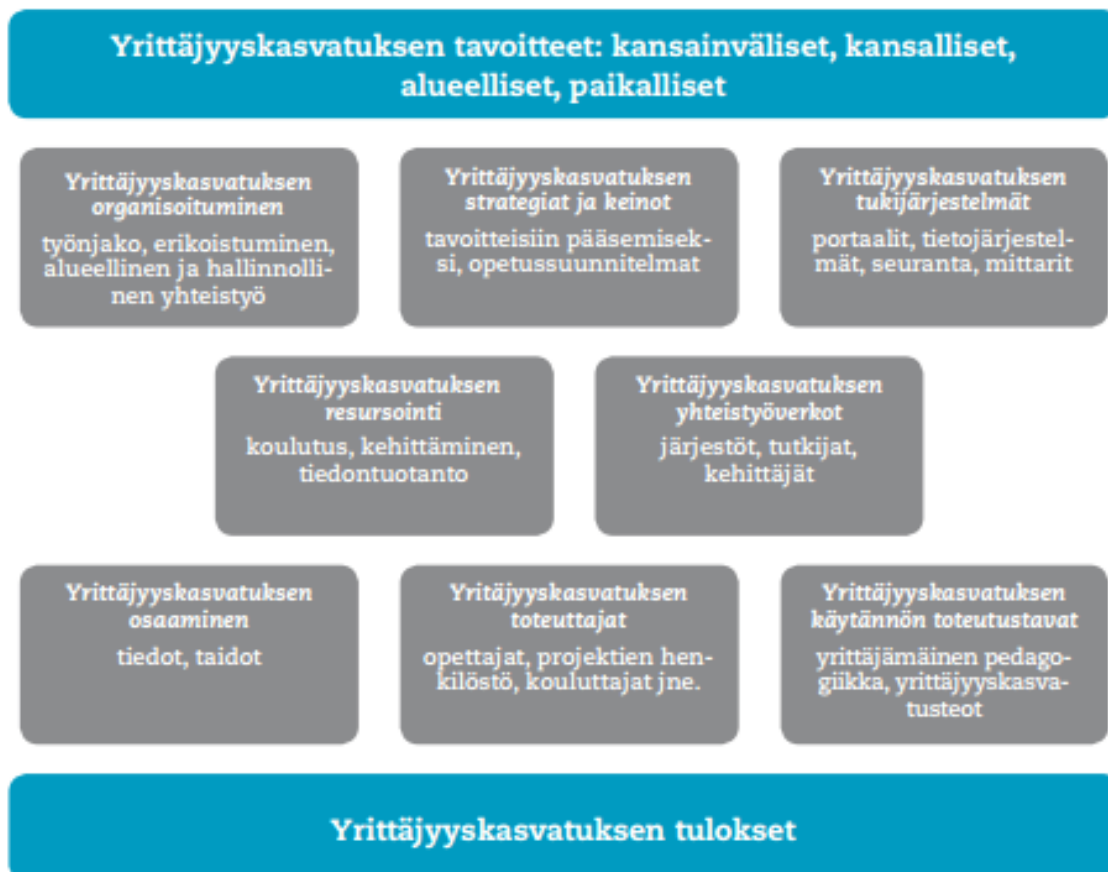 Yrittäjyyskasvatuksen tavoitteet: kansainväliset, kansalliset,
alueelliset, paikalliset
Yrittäjyyskasvatuksen
organisoituminen
työnjako, erikoistuminen,
alueellinen ja hallinnolli-
nen yhteistyö
Yrittäjyyskasvatuksen
strategiat ja keinot
tavoitteisiin pääsemisek-
si, opetussuunnitelmat
Yrittäjyyskasvatuksen
tukijärjestelmät
portaalit, tietojärjestel-
mät, seuranta, mittarit
Yrittäjyyskasvatuksen
resursointi
koulutus, kehittäminen,
tiedontuotanto
Yrittäjyyskasvatuksen
yhteistyöverkot
järjestöt, tutkijat,
kehittäjät
Yrittäjyyskasvatuksen
osaaminen
tiedot, taidot
Yritäjyyskasvatuksen
toteuttajat
opettajat, projektien hen-
kilöstö, kouluttajat jne.
Yrittäjyyskasvatuksen
käytännön toteutustavat
yrittäjämäinen pedago-
giikka, yrittäjyyskasva-
tusteot
Yrittäjyyskasvatuksen tulokset